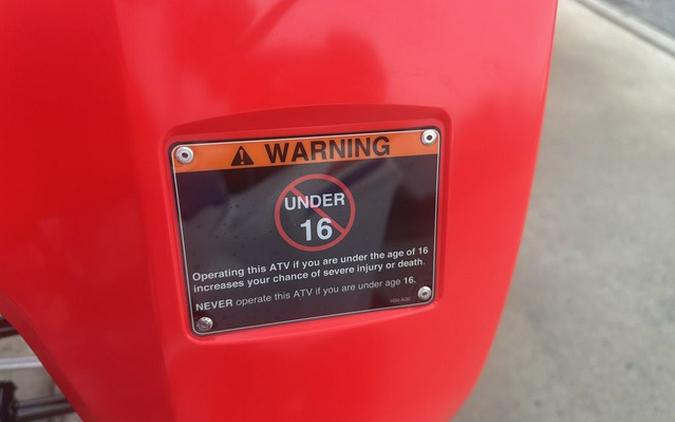 WARNING
UNDER
16
Operating this ATV if you are under the age of 16
increases your chance of severe injury or death.
NEVER operate this ATV if you are under age 16.